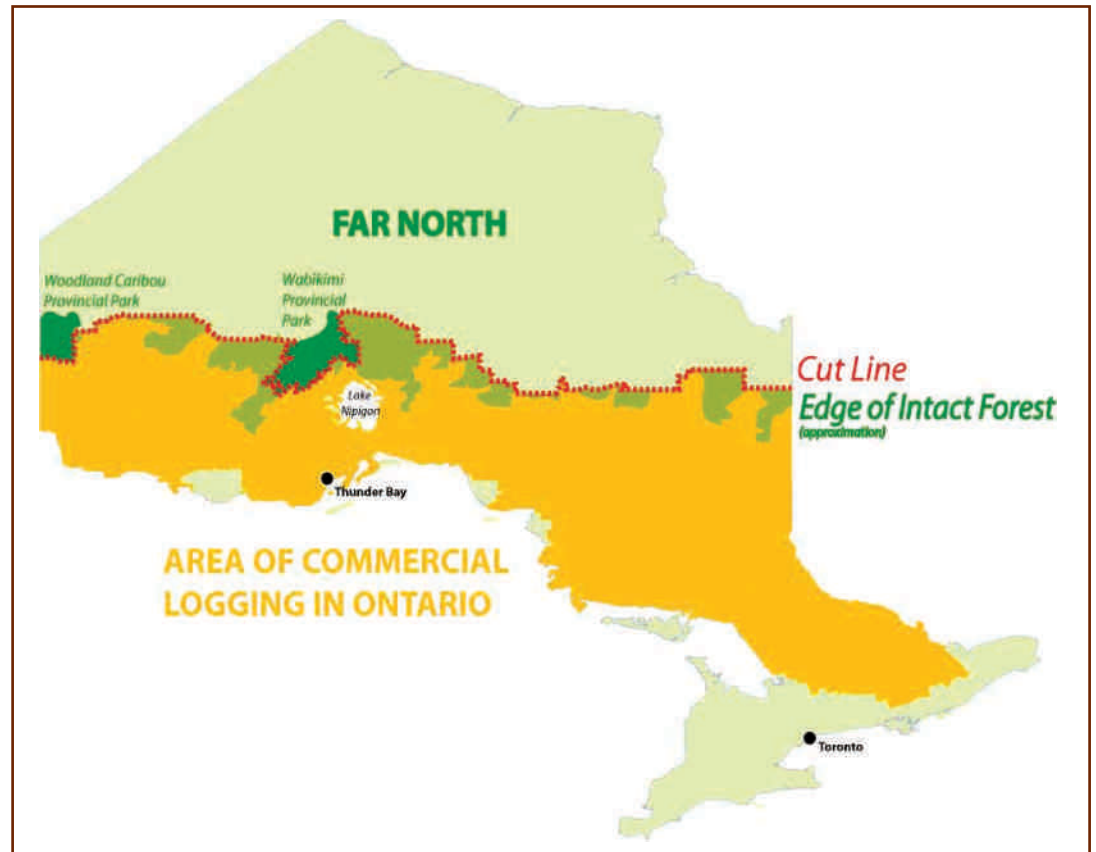 FAR NORTH
Woodland Caribou
Provincial Park
Wabikimi
Provincial
Park
Cut Line
Edge of Intact Forest
(approximation)
Lake
Nipigon
Thunder Bay
AREA OF COMMERCIAL
LOGGING IN ONTARIO
Toronto